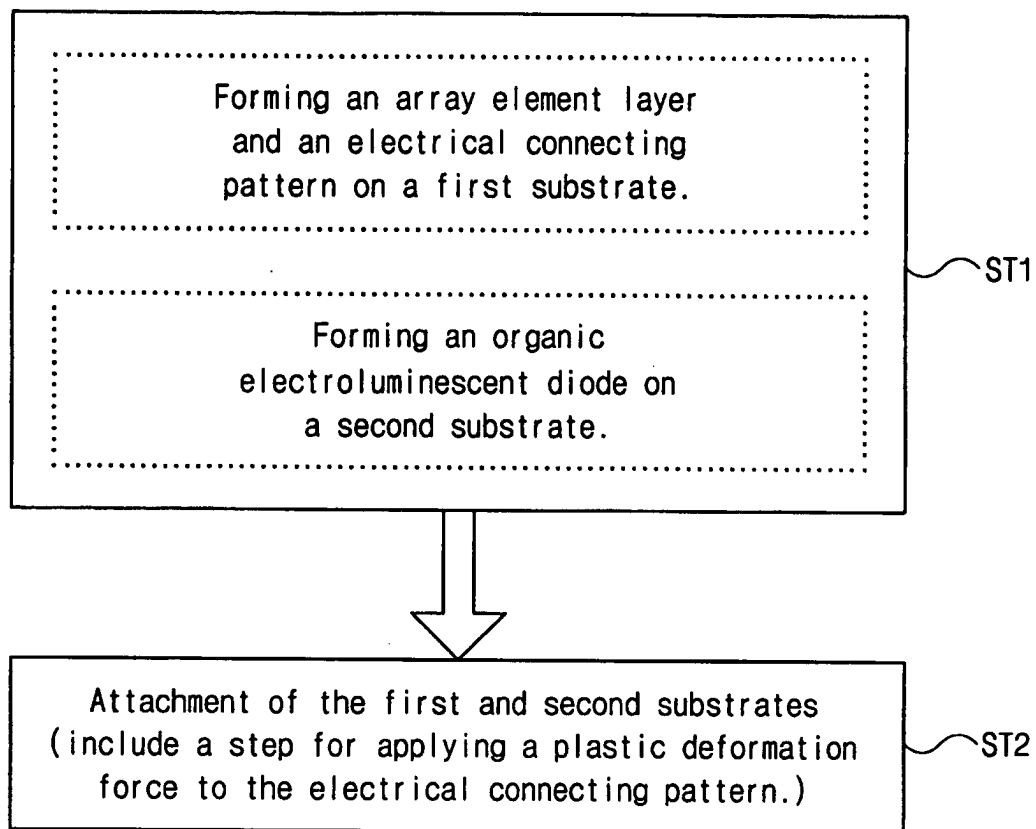 Forming an array element layer
and an electrical connecting
pattern on a first substrate.
ST1
Forming an organic
electroluminescent diode on
a second substrate.
Attachment of the first and second substrates
(include a step for applying a plastic deformation
force to the electrical connecting pattern.)
ST2